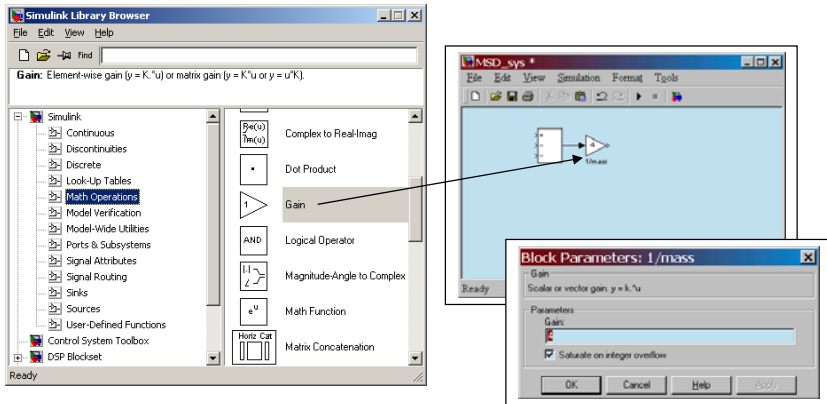 Simulink Library Browser
File Edit View Help
Find
Gain: Element-wise gain (y = K.*u) or matrix gain (y = K*u or y = u*K).
Simulink
Continuous
Discontinuities
Discrete
Look-Up Tables
Math Operations
Model Verification
Model-Wide Utilities
Ports & Subsystems
Signal Attributes
Signal Routing
Sinks
Sources
User-Defined Functions
Control System Toolbox
DSP Blockset
Re(u)
Im(u)
Complex to Real-Imag
Dot Product
1
Gain
AND
Logical Operator
Magnitude-Angle to Complex
e^u
Math Function
Horiz Cat
Matrix Concatenation
Ready
MSD_sys *
File Edit View Simulation Format Tools
1/mass
Ready
Block Parameters: 1/mass
Gain
Scalar or vector gain. y = k.*u
Parameters
Gain:
Saturate on integer overflow
OK Cancel Help Apply